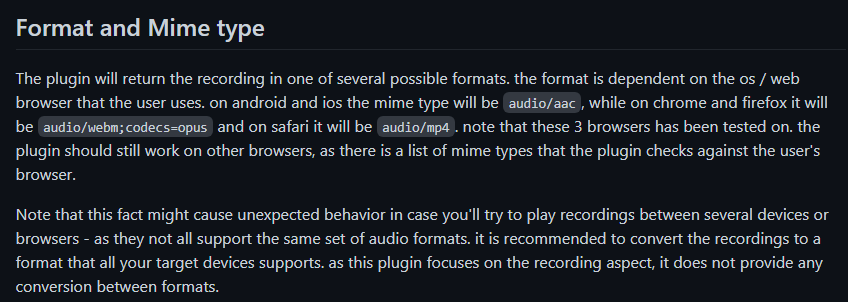 Format and Mime type
The plugin will return the recording in one of several possible formats. the format is dependent on the os / web
browser that the user uses. on android and ios the mime type will be audio/aac , while on chrome and firefox it will
be audio/webm;codecs=opus and on safari it will be audio/mp4 . note that these 3 browsers has been tested on. the
plugin should still work on other browsers, as there is a list of mime types that the plugin checks against the user's
browser.
Note that this fact might cause unexpected behavior in case you'll try to play recordings between several devices or
browsers - as they not all support the same set of audio formats. it is recommended to convert the recordings to a
format that all your target devices supports. as this plugin focuses on the recording aspect, it does not provide any
conversion between formats.